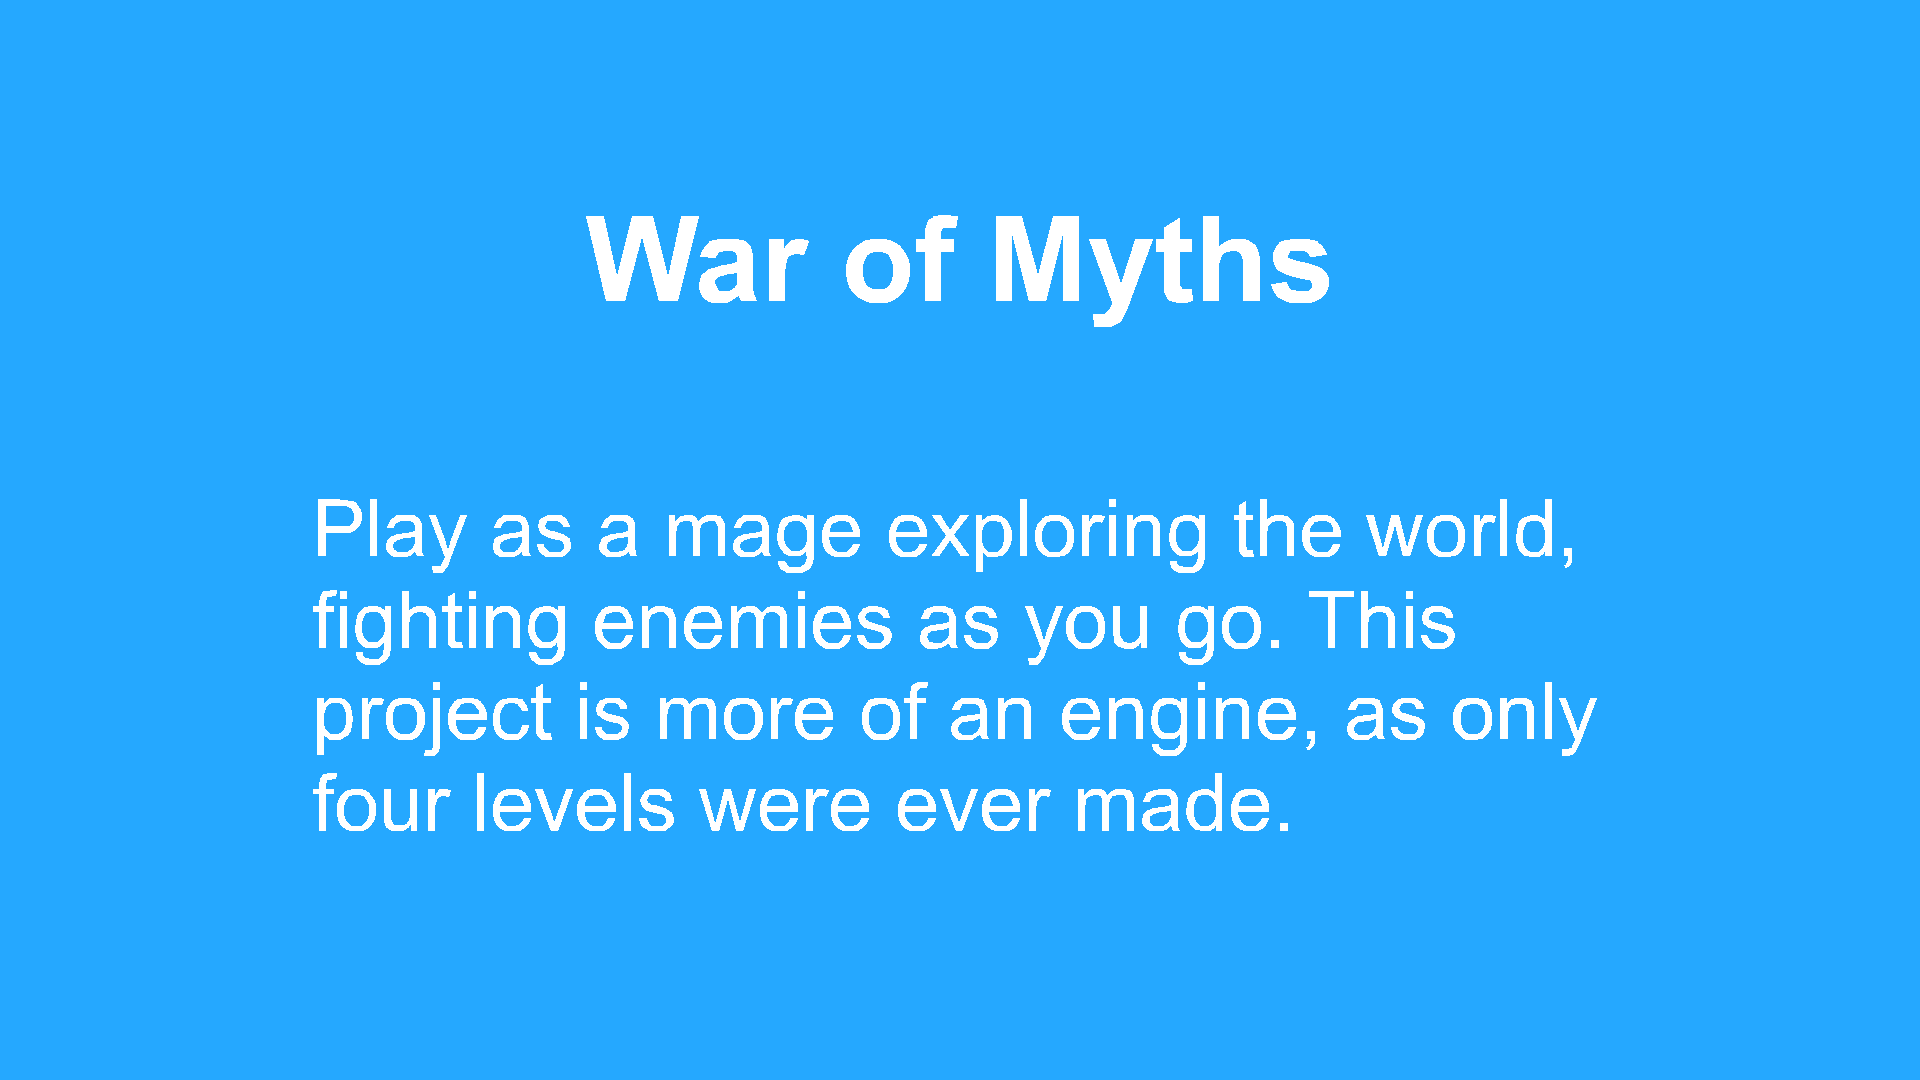 War of Myths
Play as a mage exploring the world,
fighting enemies as you go. This
project is more of an engine, as only
four levels were ever made.